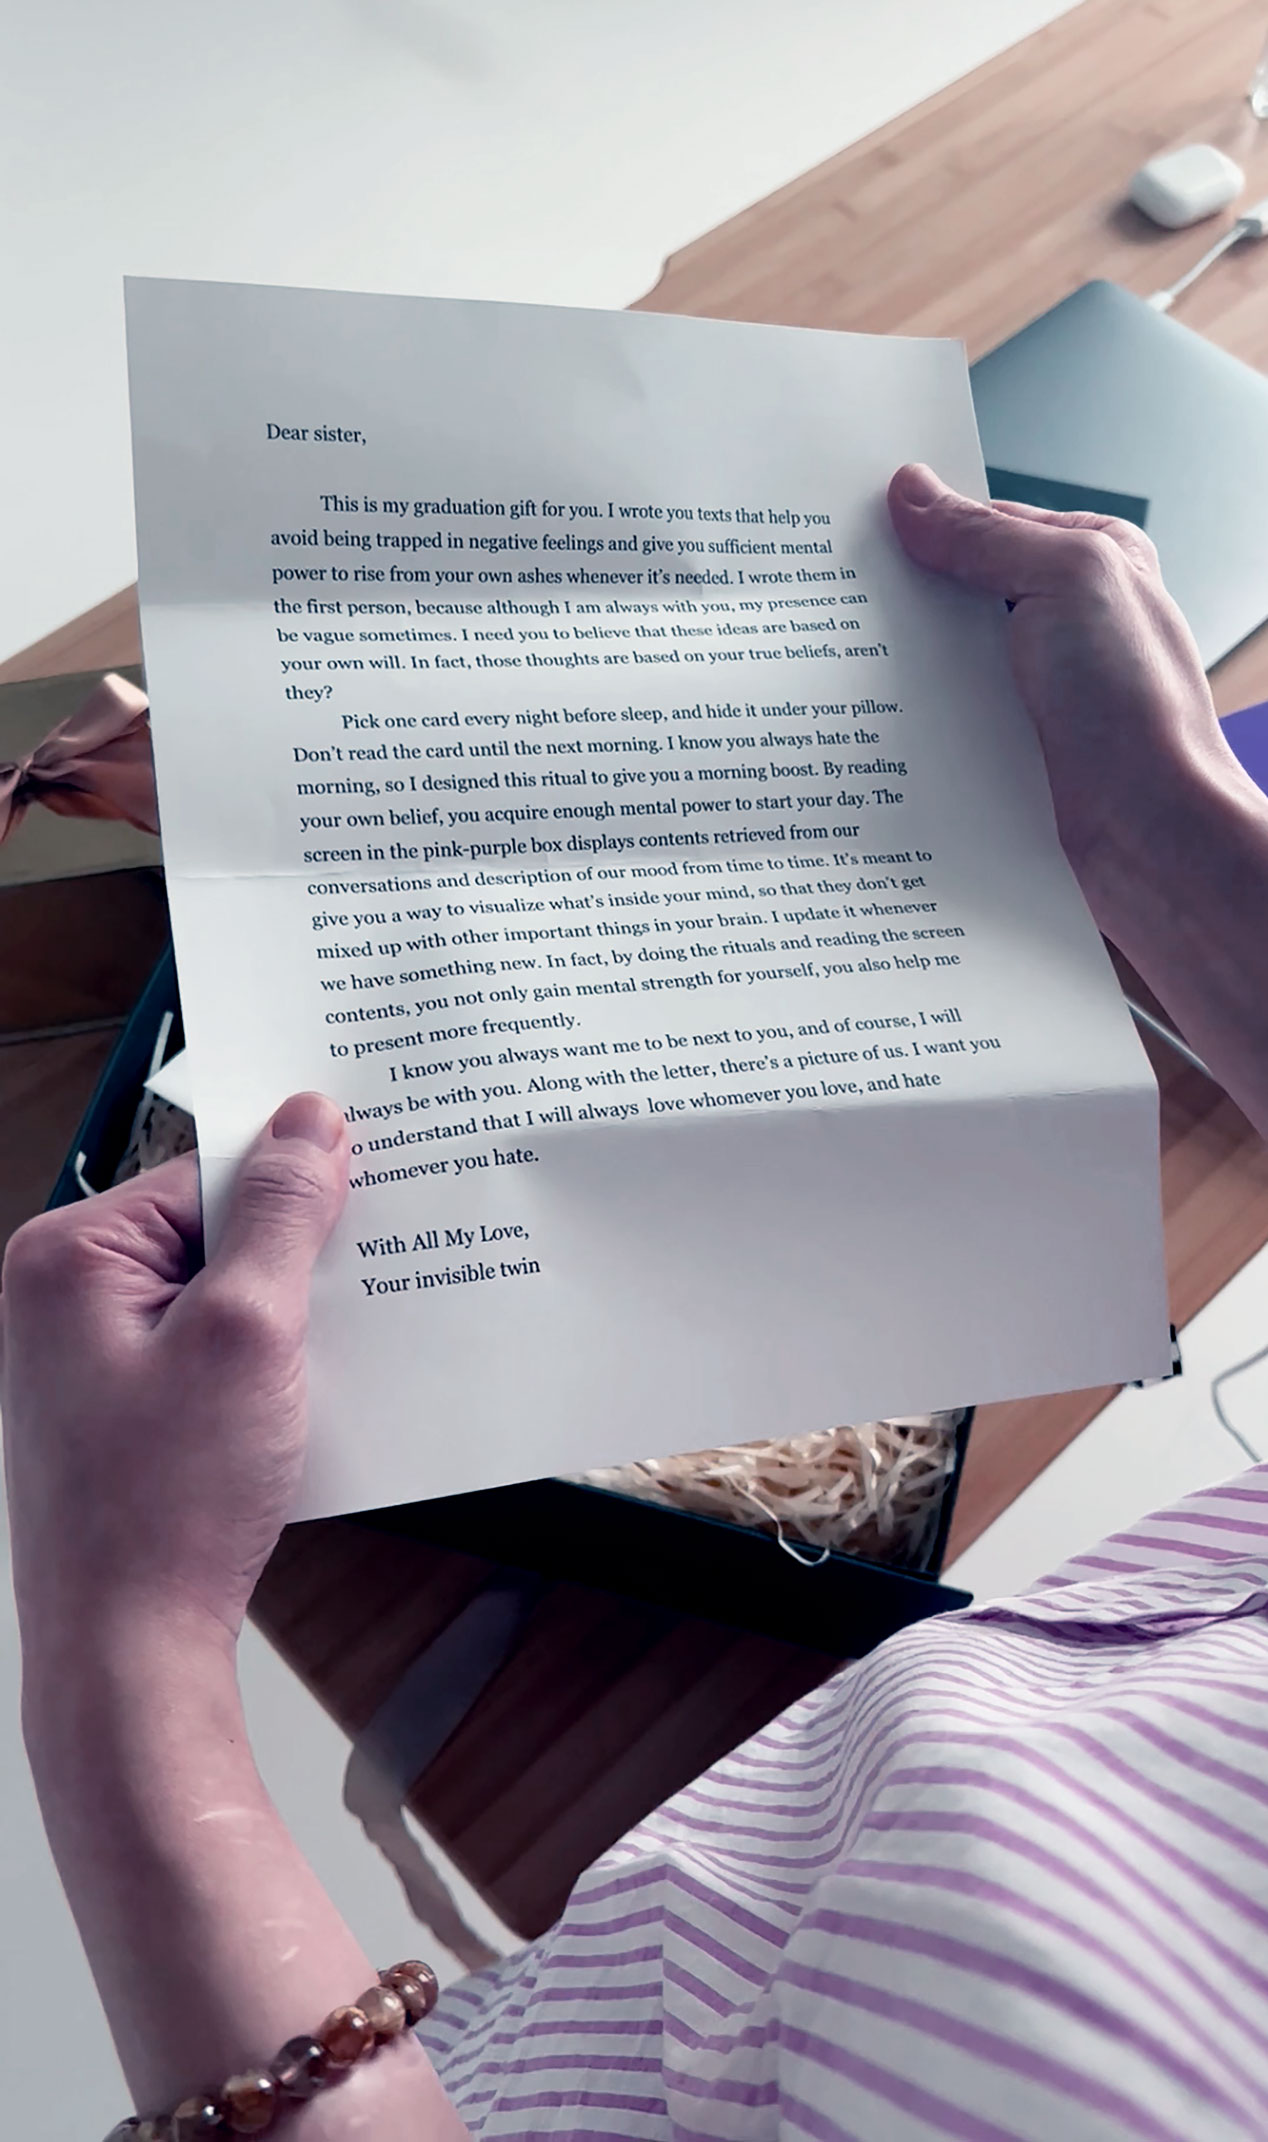 Dear sister,
This is my graduation gift for you. I wrote you texts that help you
avoid being trapped in negative feelings and give you sufficient mental
power to rise from your own ashes whenever it's needed. I wrote them in
the first person, because although I am always with you, my presence can
be vague sometimes. I need you to believe that these ideas are based on
your own will. In fact, those thoughts are based on your true beliefs, aren't
they?
Pick one card every night before sleep, and hide it under your pillow.
Don't read the card until the next morning. I know you always hate the
morning, so I designed this ritual to give you a morning boost. By reading
your own belief, you acquire enough mental power to start your day. The
screen in the pink-purple box displays contents retrieved from our
conversations and description of our mood from time to time. It's meant to
give you a way to visualize what's inside your mind, so that they don't get
mixed up with other important things in your brain. I update it whenever
we have something new. In fact, by doing the rituals and reading the screen
contents, you not only gain mental strength for yourself, you also help me
to present more frequently.
I know you always want me to be next to you, and of course, I will
always be with you. Along with the letter, there's a picture of us. I want you
o understand that I will always love whomever you love, and hate
whomever you hate.
With All My Love,
Your invisible twin